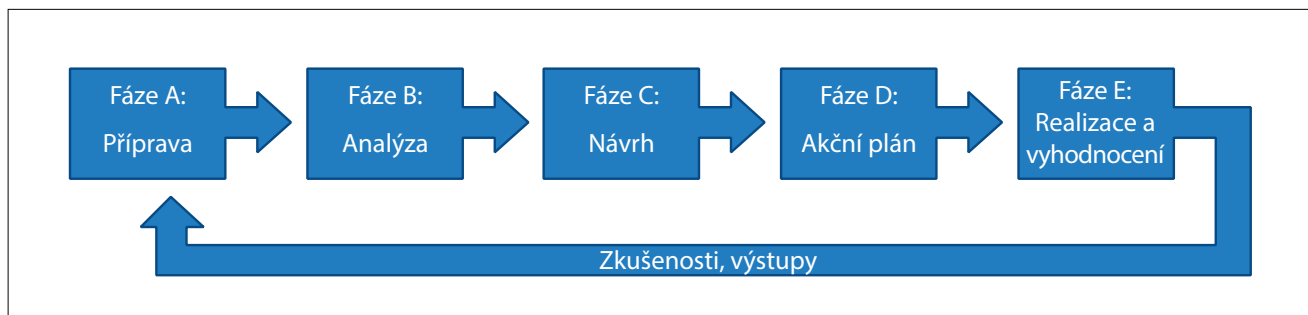 Fáze A:
Příprava
Fáze B:
Analýza
Fáze C:
Návrh
Fáze D:
Akční plán
Fáze E:
Realizace a
vyhodnocení
Zkušenosti, výstupy